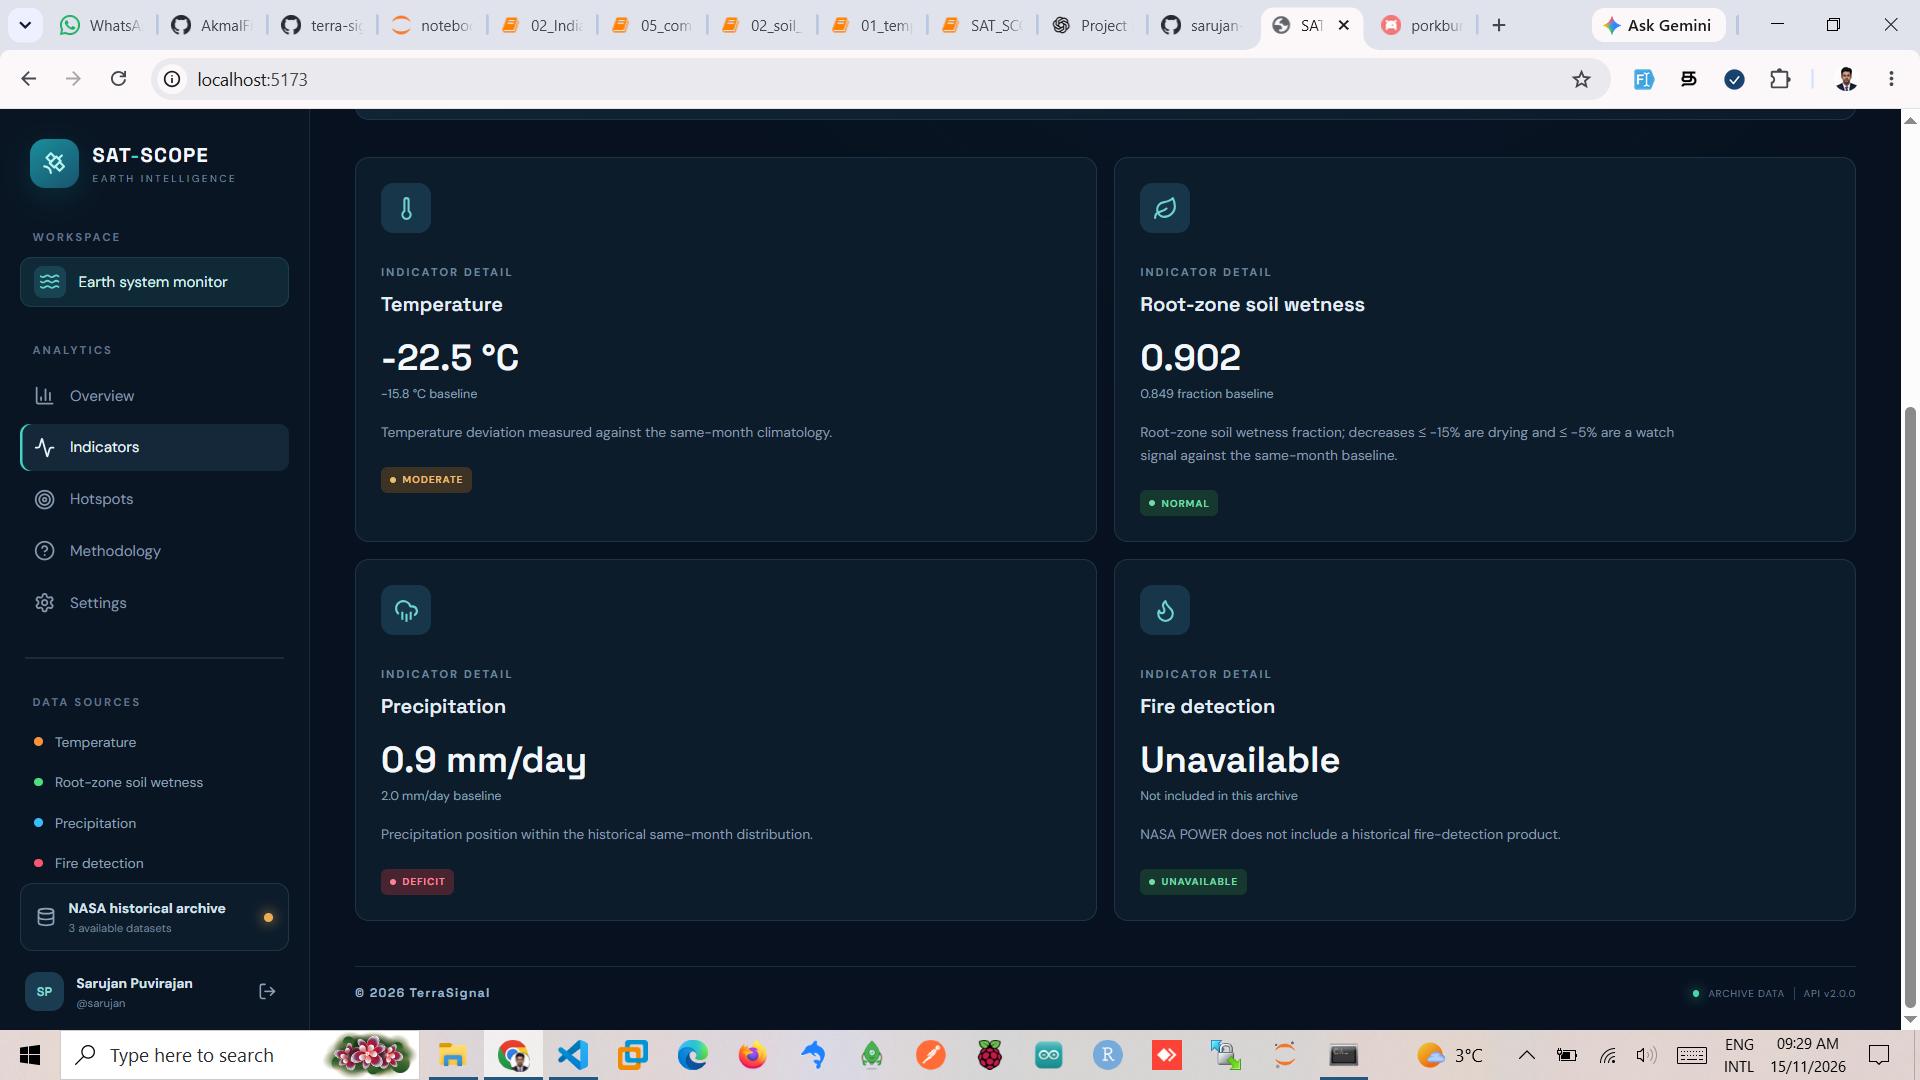 WhatsA
AkmalF
terra-sig
notebo
02_India
05_com
02_soil_
01_temp
SAT_SCO
Project
sarujan-
SAT
porkbun
Ask Gemini
localhost:5173
SAT-SCOPE
EARTH INTELLIGENCE
WORKSPACE
Earth system monitor
ANALYTICS
Overview
Indicators
Hotspots
Methodology
Settings
DATA SOURCES
Temperature
Root-zone soil wetness
Precipitation
Fire detection
NASA historical archive
3 available datasets
SP
Sarujan Puvirajan
@sarujan
INDICATOR DETAIL
Temperature
-22.5 °C
-15.8 °C baseline
Temperature deviation measured against the same-month climatology.
MODERATE
INDICATOR DETAIL
Root-zone soil wetness
0.902
0.849 fraction baseline
Root-zone soil wetness fraction; decreases ≤ -15% are drying and ≤ -5% are a watch
signal against the same-month baseline.
NORMAL
INDICATOR DETAIL
Precipitation
0.9 mm/day
2.0 mm/day baseline
Precipitation position within the historical same-month distribution.
DEFICIT
INDICATOR DETAIL
Fire detection
Unavailable
Not included in this archive
NASA POWER does not include a historical fire-detection product.
UNAVAILABLE
© 2026 TerraSignal
ARCHIVE DATA
API v2.0.0
Type here to search
R
3°C
ENG
INTL
09:29 AM
15/11/2026